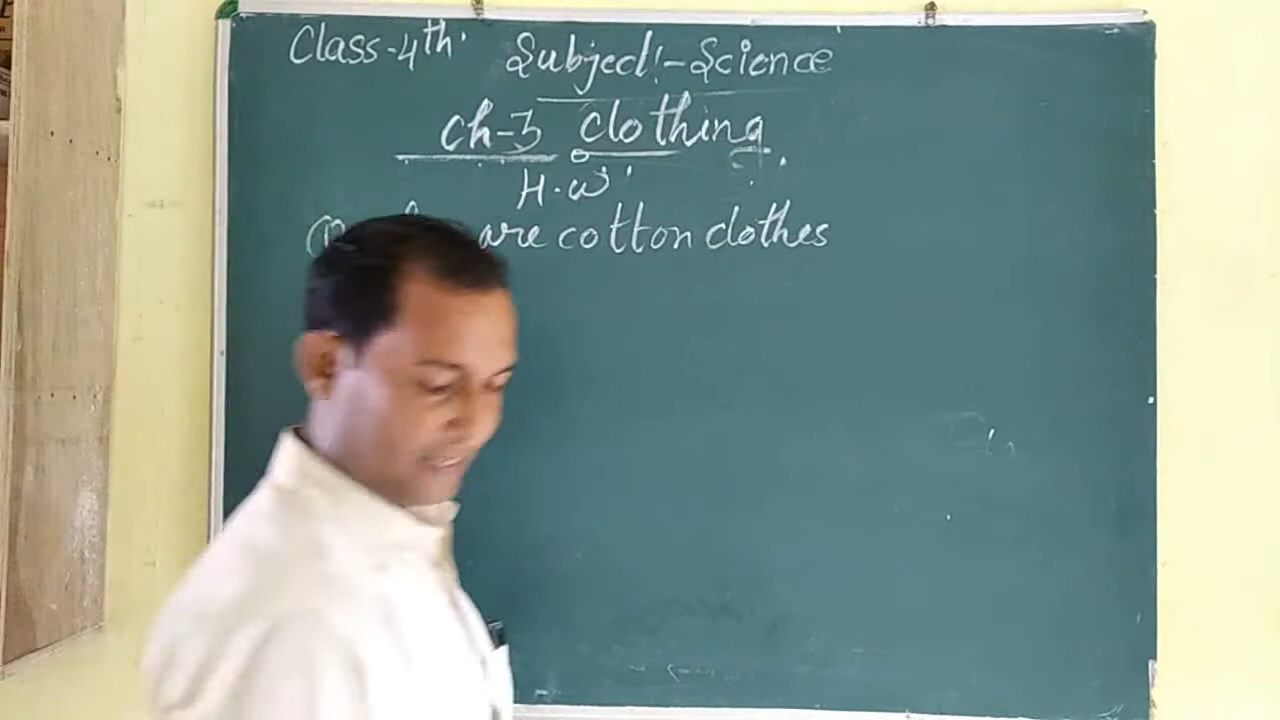 Class-4th. Subject:-Science
Ch-3 clothing
H.W.
are cotton clothes